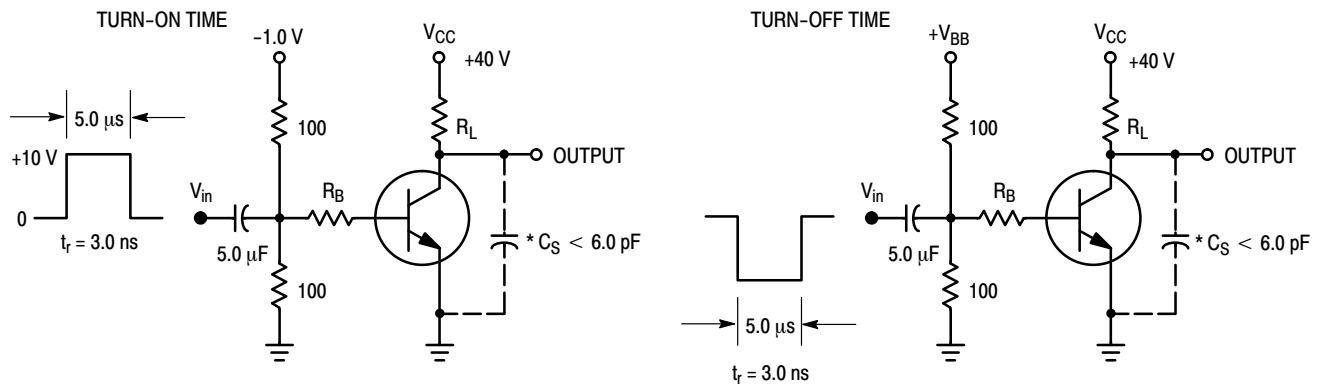 TURN-ON TIME
-1.0 V
VCC
+40 V
5.0 μs
100
RL
+10 V
OUTPUT
Vin
RB
0
tr = 3.0 ns
5.0 μF
* CS < 6.0 pF
100
TURN-OFF TIME
+VBB
VCC
+40 V
100
RL
OUTPUT
Vin
RB
5.0 μF
* CS < 6.0 pF
100
5.0 μs
tr = 3.0 ns